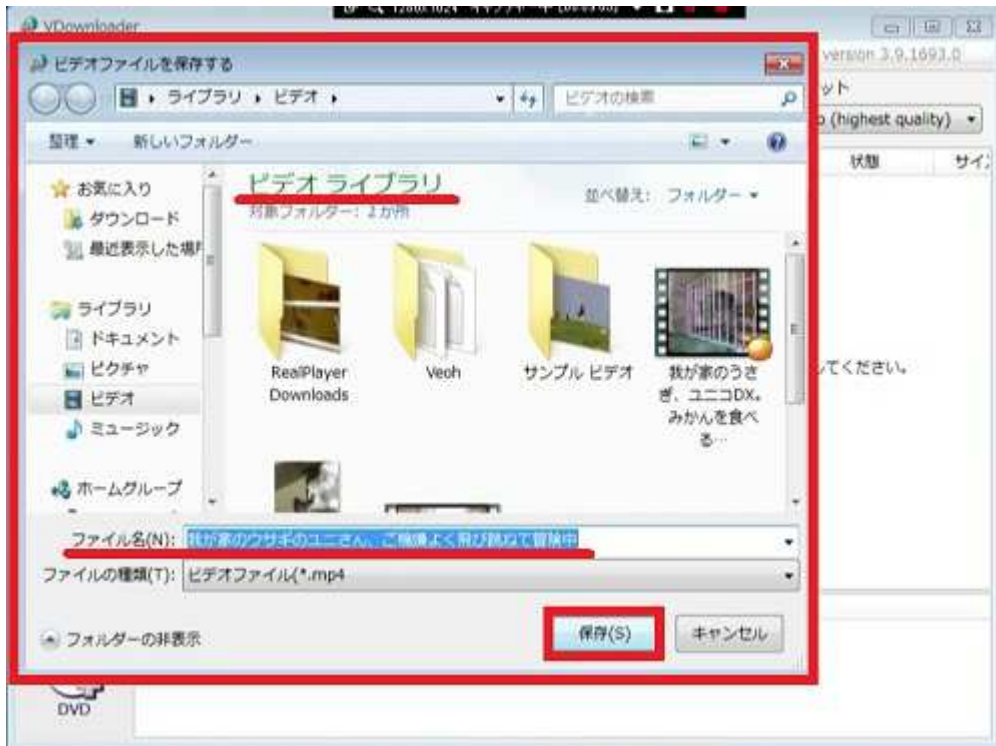 VDownloader
version 3.9.1693.0
ビデオファイルを保存する
ライブラリ ビデオ
ビデオの検索
(highest quality)
整理 新しいフォルダー
状態
お気に入り
ダウンロード
最近表示した場所
ライブラリ
ドキュメント
ピクチャ
ビデオ
ミュージック
ホームグループ
ビデオ ライブラリ
対象フォルダー: 2 か所
並べ替え: フォルダー
RealPlayer
Downloads
Veoh
サンプル ビデオ
我が家のうさ
ぎ、ユニコDX。
みかんを食べ
る…
してください。
ファイル名(N): 我が家のウサギのユニさん、ご機嫌よく飛び跳ねて冒険中
ファイルの種類(T): ビデオファイル(*.mp4
フォルダーの非表示
保存(S)
キャンセル
DVD